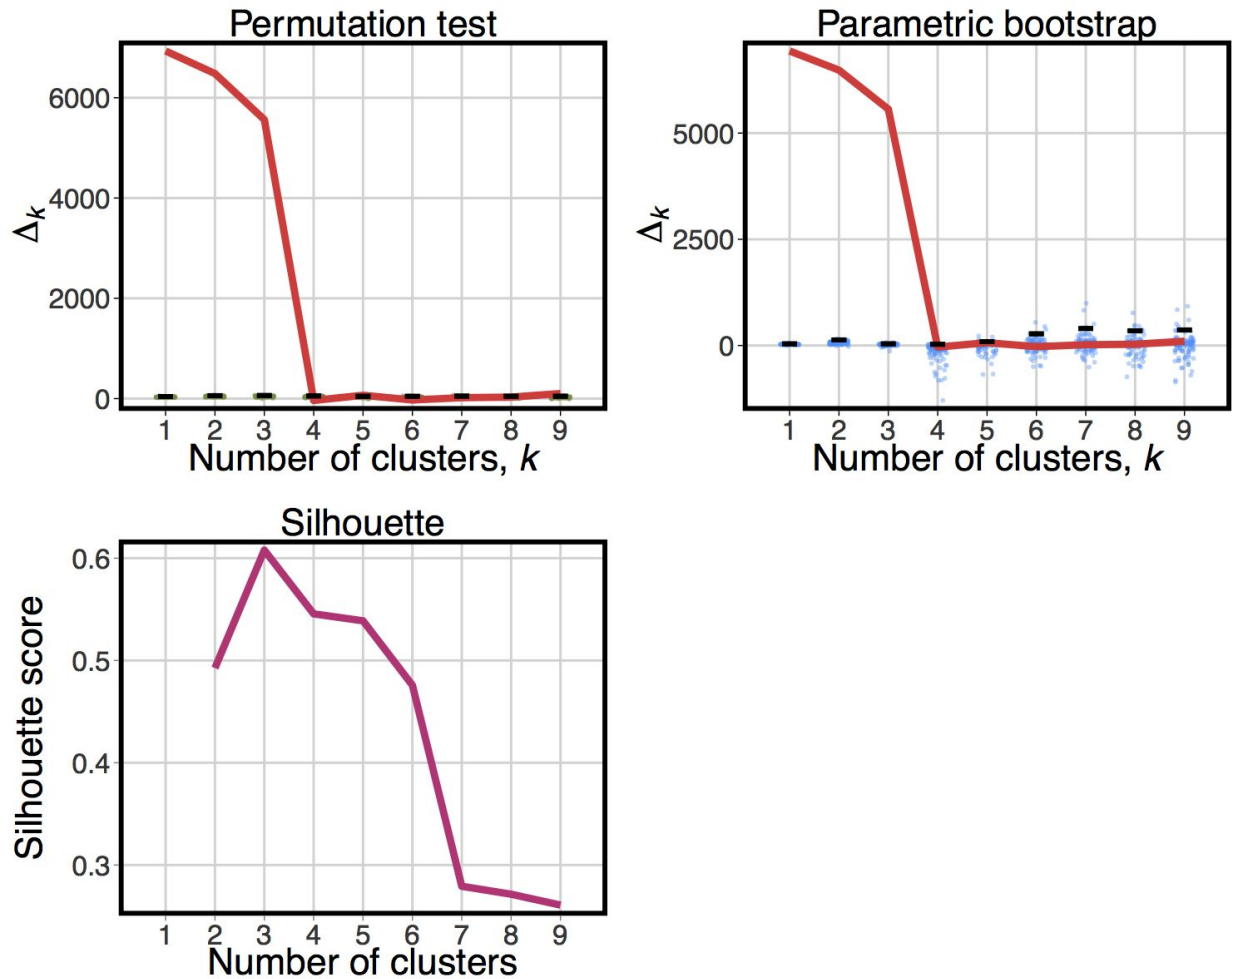 Permutation test
6000
4000
2000
0
Δk
1 2 3 4 5 6 7 8 9
Number of clusters, k
Parametric bootstrap
5000
2500
0
Δk
1 2 3 4 5 6 7 8 9
Number of clusters, k
Silhouette
0.6
0.5
0.4
0.3
Silhouette score
1 2 3 4 5 6 7 8 9
Number of clusters